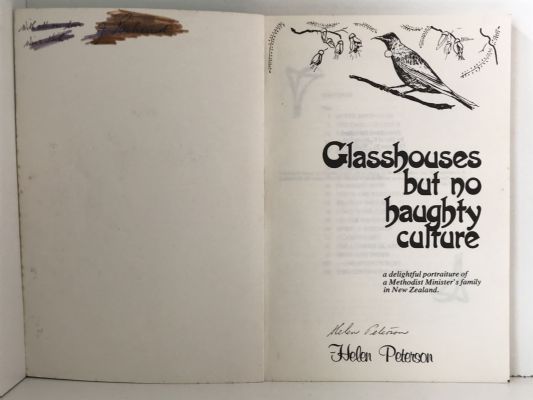 Glasshouses
but no
haughty
culture
a delightful portraiture of
a Methodist Minister's family
in New Zealand.
Helen Peterson
Helen Peterson